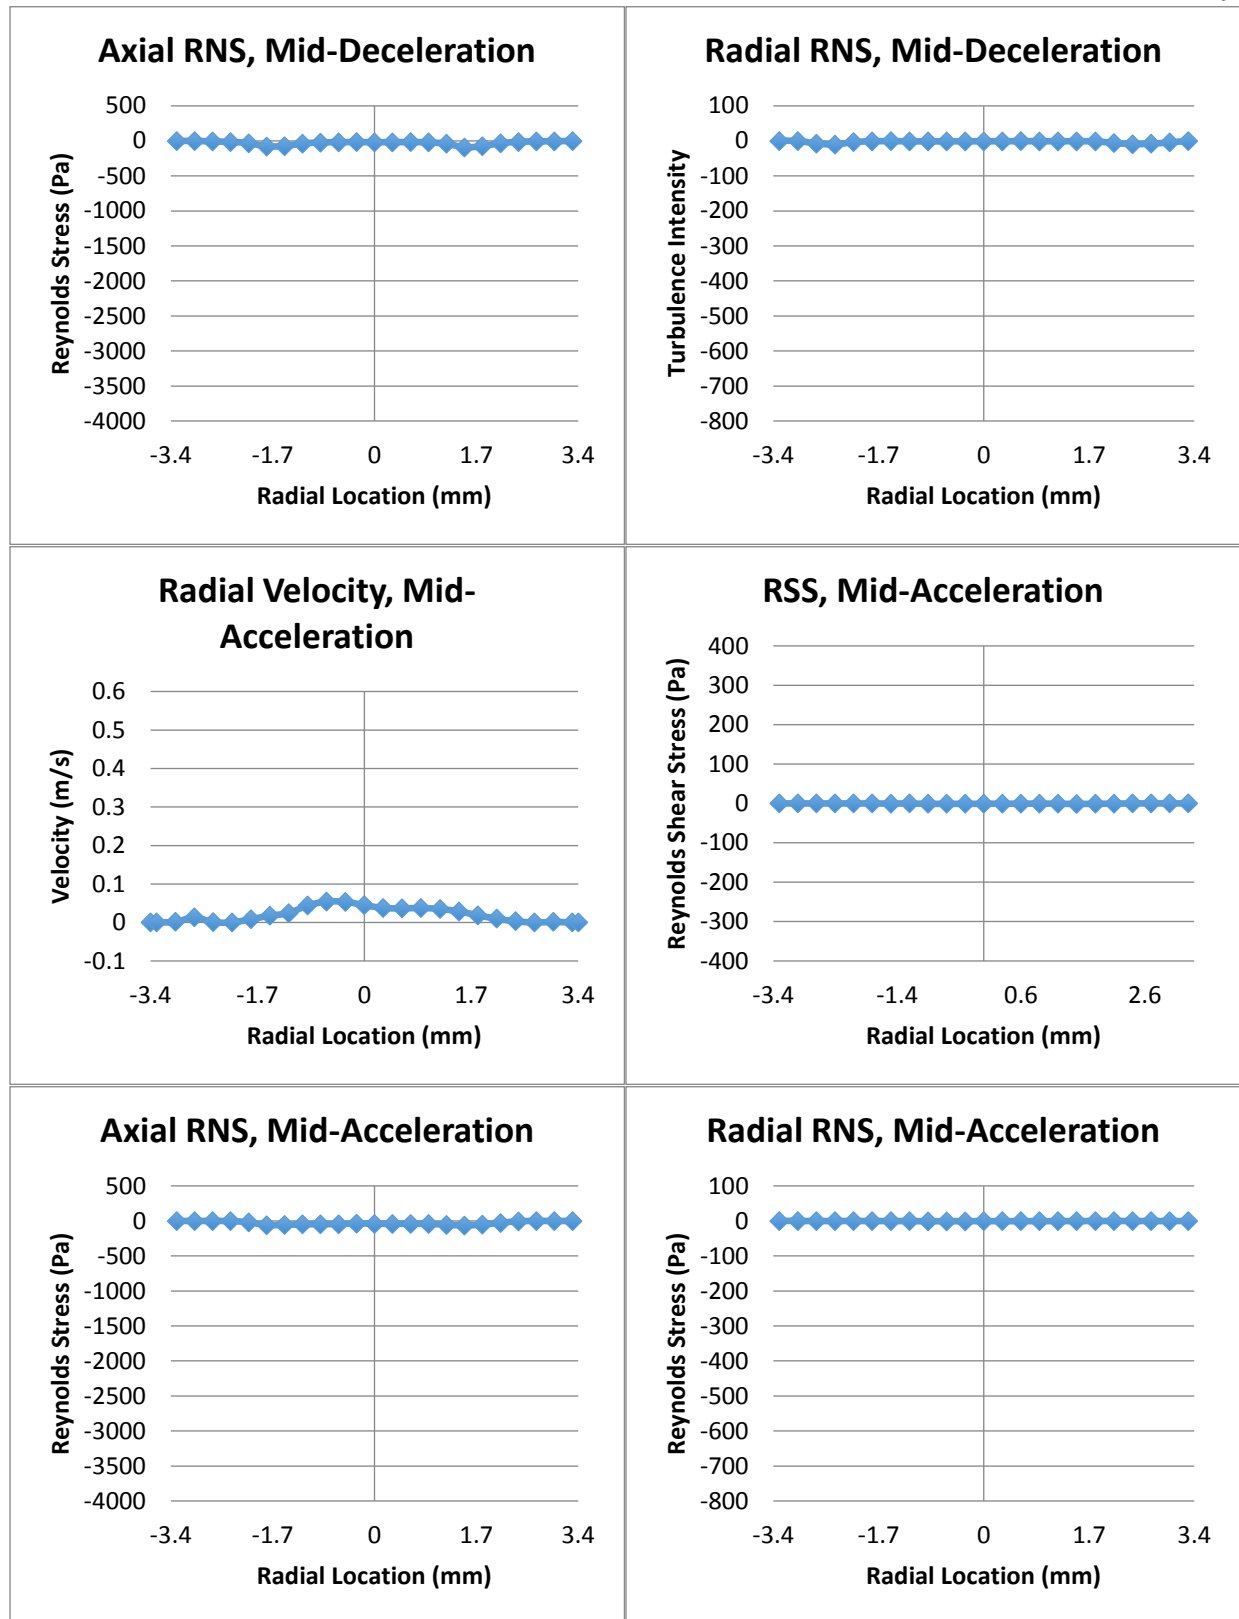 Axial RNS, Mid-Deceleration
500
0
-500
-1000
-1500
-2000
-2500
-3000
-3500
-4000
Reynolds Stress (Pa)
-3.4 -1.7 0 1.7 3.4
Radial Location (mm)
Radial RNS, Mid-Deceleration
100
0
-100
-200
-300
-400
-500
-600
-700
-800
Turbulence Intensity
-3.4 -1.7 0 1.7 3.4
Radial Location (mm)
Radial Velocity, Mid-
Acceleration
0.6
0.5
0.4
0.3
0.2
0.1
0
-0.1
Velocity (m/s)
-3.4 -1.7 0 1.7 3.4
Radial Location (mm)
RSS, Mid-Acceleration
400
300
200
100
0
-100
-200
-300
-400
Reynolds Shear Stress (Pa)
-3.4 -1.4 0.6 2.6
Radial Location (mm)
Axial RNS, Mid-Acceleration
500
0
-500
-1000
-1500
-2000
-2500
-3000
-3500
-4000
Reynolds Stress (Pa)
-3.4 -1.7 0 1.7 3.4
Radial Location (mm)
Radial RNS, Mid-Acceleration
100
0
-100
-200
-300
-400
-500
-600
-700
-800
Reynolds Stress (Pa)
-3.4 -1.7 0 1.7 3.4
Radial Location (mm)